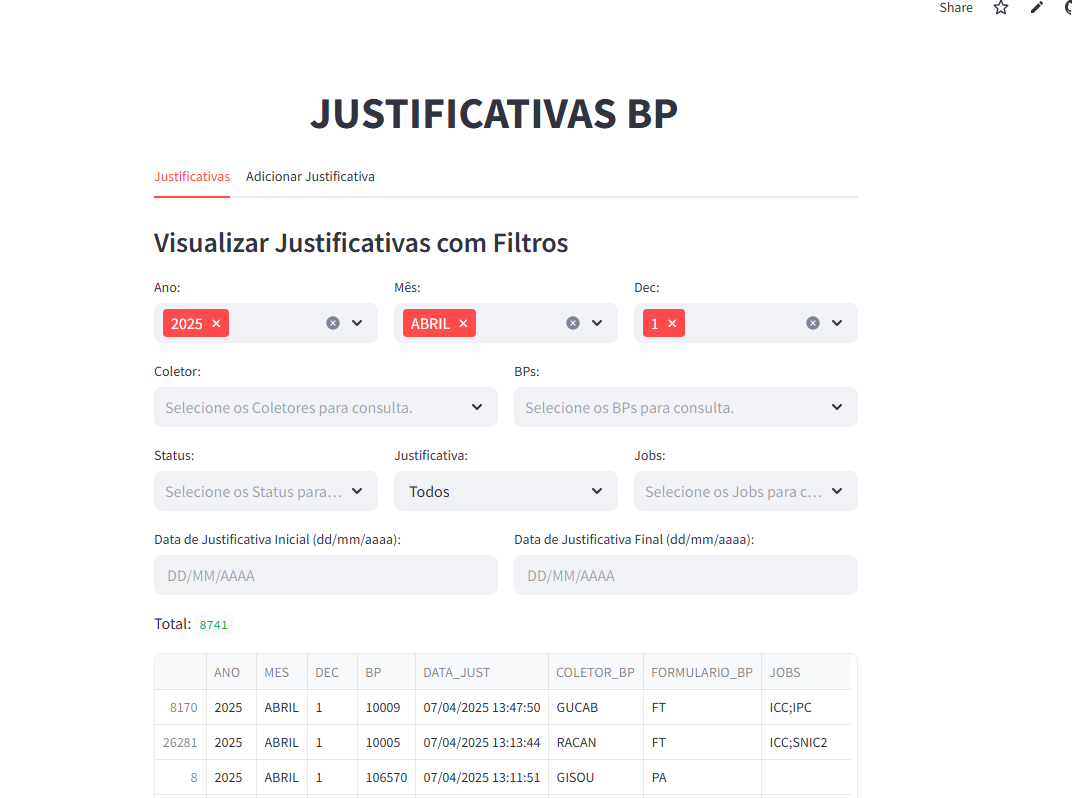 Share
JUSTIFICATIVAS BP
Justificativas Adicionar Justificativa
Visualizar Justificativas com Filtros
Ano: Mês: Dec:
2025 ABRIL 1
Coletor: BPs:
Selecione os Coletores para consulta. Selecione os BPs para consulta.
Status: Justificativa: Jobs:
Selecione os Status para... Todos Selecione os Jobs para c...
Data de Justificativa Inicial (dd/mm/aaaa): Data de Justificativa Final (dd/mm/aaaa):
DD/MM/AAAA DD/MM/AAAA
Total: 8741
ANO MES DEC BP DATA_JUST COLETOR_BP FORMULARIO_BP JOBS
8170 2025 ABRIL 1 10009 07/04/2025 13:47:50 GUCAB FT ICC;IPC
26281 2025 ABRIL 1 10005 07/04/2025 13:13:44 RACAN FT ICC;SNIC2
8 2025 ABRIL 1 106570 07/04/2025 13:11:51 GISOU PA